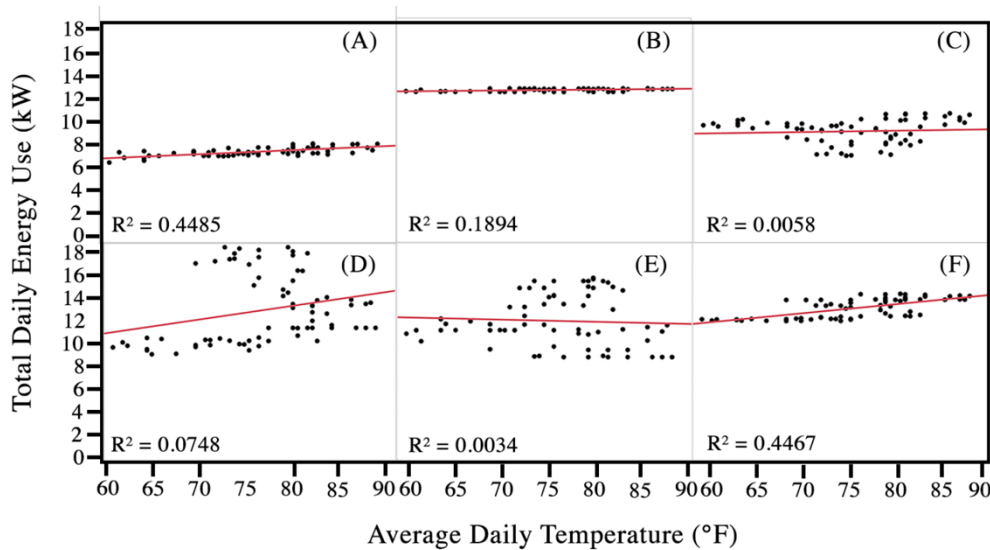 Total Daily Energy Use (kW)
18
16
14
12
10
8
6
4
2
0
(A)
R² = 0.4485
(B)
R² = 0.1894
(C)
R² = 0.0058
18
16
14
12
10
8
6
4
2
0
(D)
R² = 0.0748
(E)
R² = 0.0034
(F)
R² = 0.4467
60 65 70 75 80 85 90 60 65 70 75 80 85 90 60 65 70 75 80 85 90
Average Daily Temperature (°F)